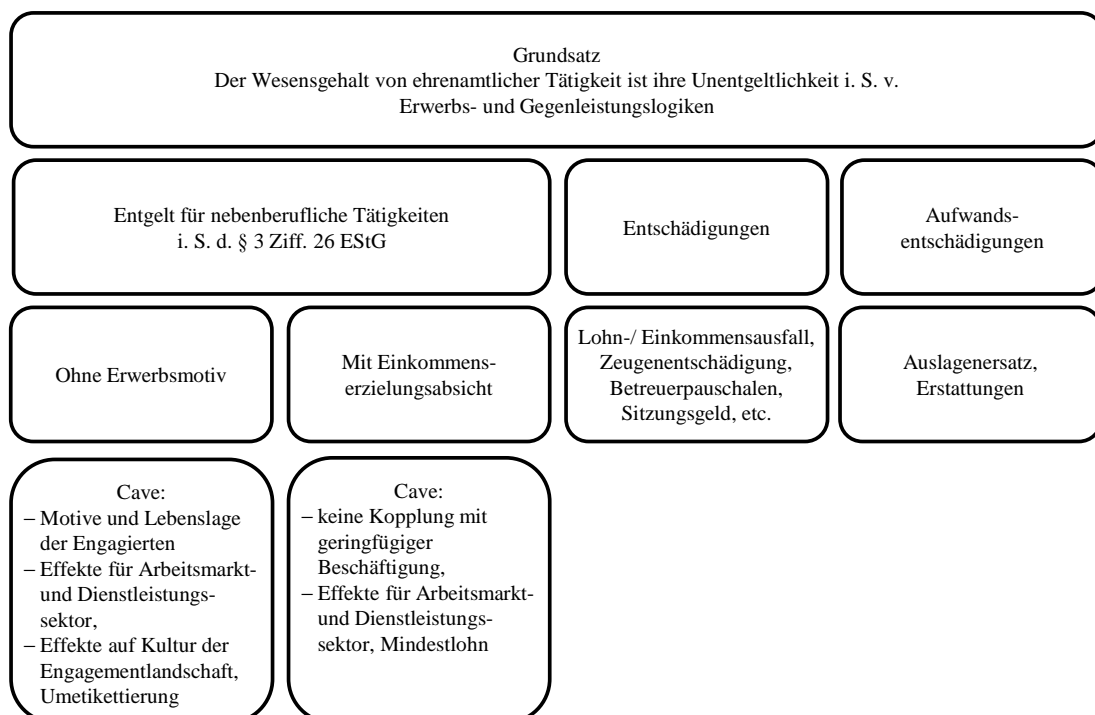 Grundsatz
Der Wesensgehalt von ehrenamtlicher Tätigkeit ist ihre Unentgeltlichkeit i. S. v.
Erwerbs- und Gegenleistungslogiken
Entgelt für nebenberufliche Tätigkeiten
i. S. d. § 3 Ziff. 26 EStG
Entschädigungen
Aufwands-
entschädigungen
Ohne Erwerbsmotiv
Mit Einkommens-
erzielungsabsicht
Lohn-/ Einkommensausfall,
Zeugenentschädigung,
Betreuerpauschalen,
Sitzungsgeld, etc.
Auslagenersatz,
Erstattungen
Cave:
– Motive und Lebenslage
der Engagierten
– Effekte für Arbeitsmarkt-
und Dienstleistungs-
sektor,
– Effekte auf Kultur der
Engagementlandschaft,
Umetikettierung
Cave:
– keine Kopplung mit
geringfügiger
Beschäftigung,
– Effekte für Arbeitsmarkt-
und Dienstleistungs-
sektor, Mindestlohn